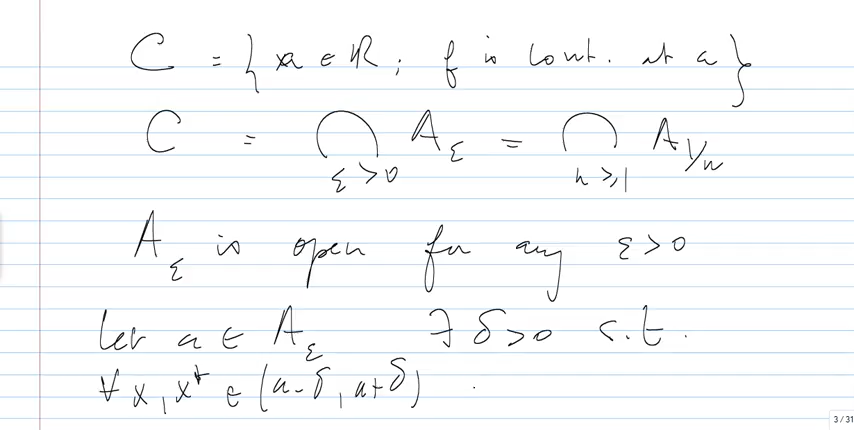 C = { a ∈ ℝ ; f is cont. at a }
C = ⋂_{ε>0} A_ε = ⋂_{n≥1} A_{1/n}
A_ε is open for any ε>0
let a ∈ A_ε ∃ δ>0 s.t.
∀ x, x* ∈ (a-δ, a+δ) .
3 / 31